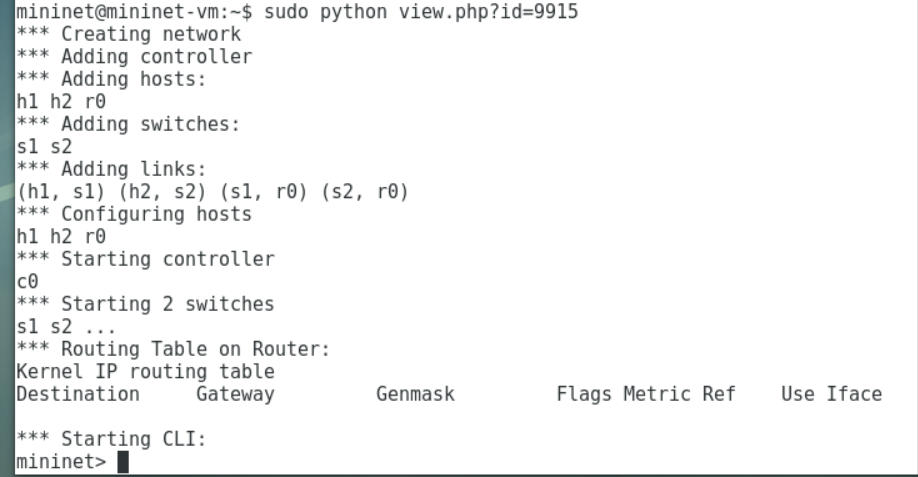 mininet@mininet-vm:~$ sudo python view.php?id=9915
*** Creating network
*** Adding controller
*** Adding hosts:
h1 h2 r0
*** Adding switches:
s1 s2
*** Adding links:
(h1, s1) (h2, s2) (s1, r0) (s2, r0)
*** Configuring hosts
h1 h2 r0
*** Starting controller
c0
*** Starting 2 switches
s1 s2 ...
*** Routing Table on Router:
Kernel IP routing table
Destination     Gateway         Genmask         Flags Metric Ref    Use Iface
*** Starting CLI:
mininet>